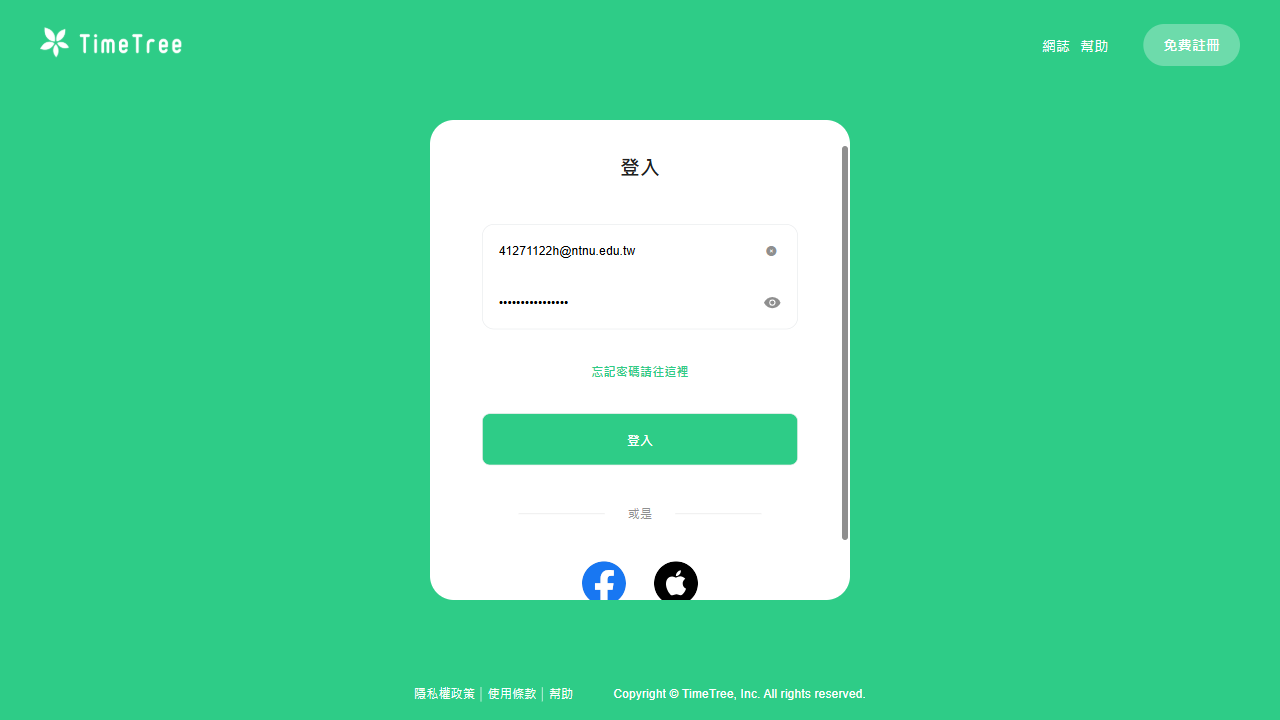 TimeTree
網誌 幫助 免費註冊
登入
41271122h@ntnu.edu.tw
••••••••••••••••
忘記密碼請往這裡
登入
或是
隱私權政策 | 使用條款 | 幫助 Copyright © TimeTree, Inc. All rights reserved.